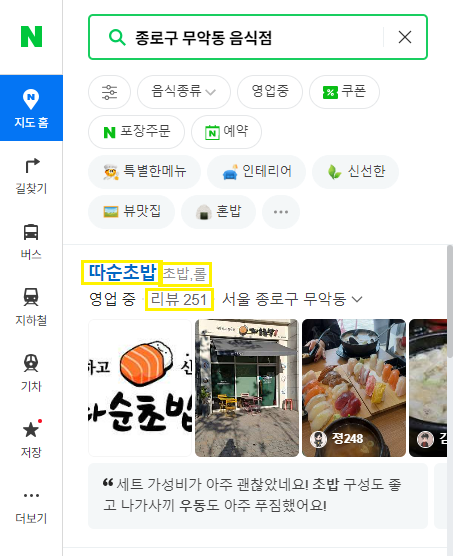 N
종로구 무악동 음식점
지도 홈
음식종류
영업중
쿠폰
N 포장주문
N 예약
길찾기
특별한메뉴
인테리어
신선한
뷰맛집
혼밥
버스
따순초밥 초밥,롤
영업 중 · 리뷰 251 서울 종로구 무악동
지하철
하고
신
따순초밥
기차
저장
졍248
김
세트 가성비가 아주 괜찮았네요! 초밥 구성도 좋
고 나가사끼 우동도 아주 푸짐했어요!
더보기